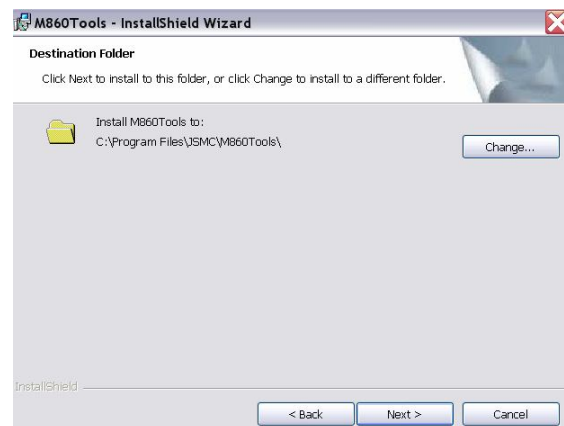 M860Tools - InstallShield Wizard
Destination Folder
Click Next to install to this folder, or click Change to install to a different folder.
Install M860Tools to:
C:\Program Files\JSMC\M860Tools\
Change...
InstallShield
< Back
Next >
Cancel